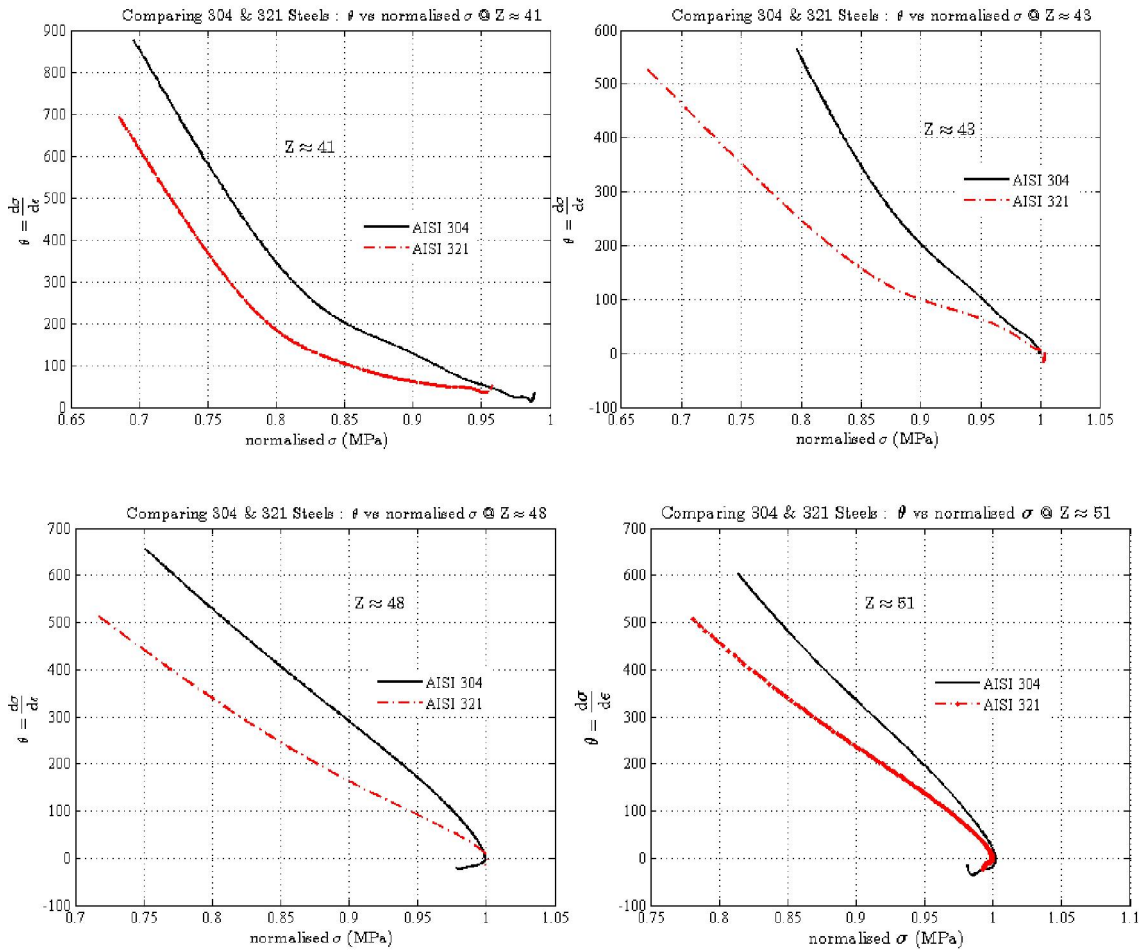 Comparing 304 & 321 Steels : θ vs normalised σ @ Z ≈ 41
900
800
700
600
500
400
300
200
100
0
θ = dσ/dϵ
Z ≈ 41
AISI 304
AISI 321
0.65 0.7 0.75 0.8 0.85 0.9 0.95 1
normalised σ (MPa)
Comparing 304 & 321 Steels : θ vs normalised σ @ Z ≈ 43
600
500
400
300
200
100
0
-100
θ = dσ/dϵ
Z ≈ 43
AISI 304
AISI 321
0.65 0.7 0.75 0.8 0.85 0.9 0.95 1 1.05
normalised σ (MPa)
Comparing 304 & 321 Steels : θ vs normalised σ @ Z ≈ 48
700
600
500
400
300
200
100
0
-100
θ = dσ/dϵ
Z ≈ 48
AISI 304
AISI 321
0.7 0.75 0.8 0.85 0.9 0.95 1 1.05
normalised σ (MPa)
Comparing 304 & 321 Steels : θ vs normalised σ @ Z ≈ 51
700
600
500
400
300
200
100
0
-100
θ = dσ/dϵ
Z ≈ 51
AISI 304
AISI 321
0.75 0.8 0.85 0.9 0.95 1 1.05 1.1
normalised σ (MPa)